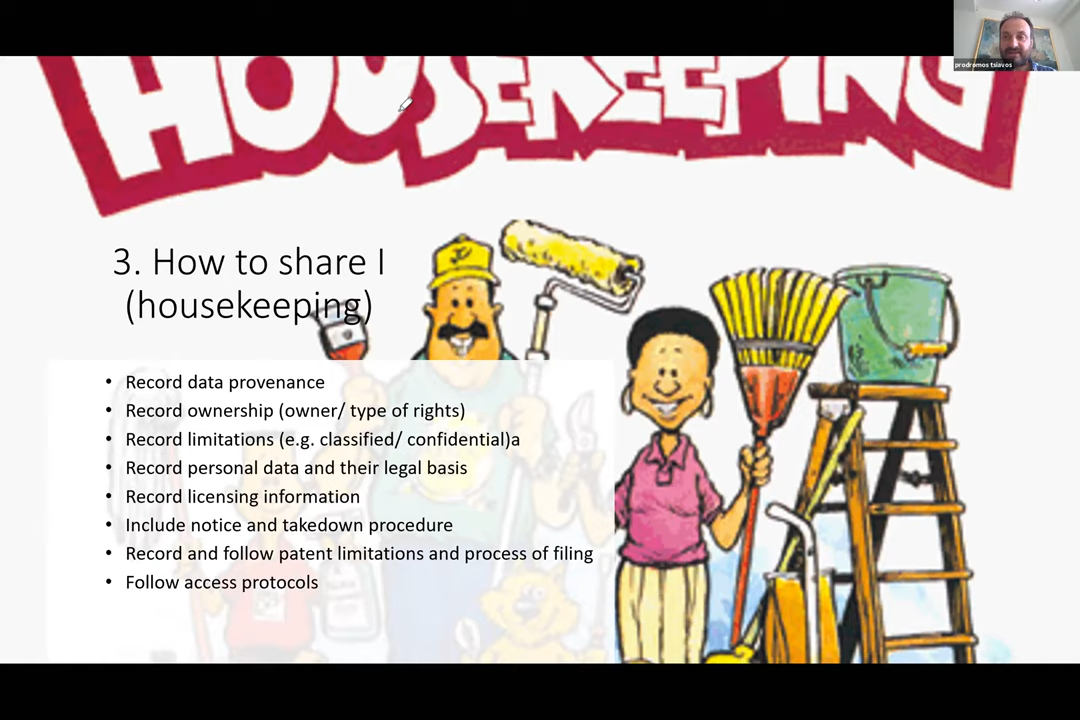 HOUSEKEEPING
prodromos tsiavos
3. How to share I
(housekeeping)
• Record data provenance
• Record ownership (owner/ type of rights)
• Record limitations (e.g. classified/ confidential)a
• Record personal data and their legal basis
• Record licensing information
• Include notice and takedown procedure
• Record and follow patent limitations and process of filing
• Follow access protocols